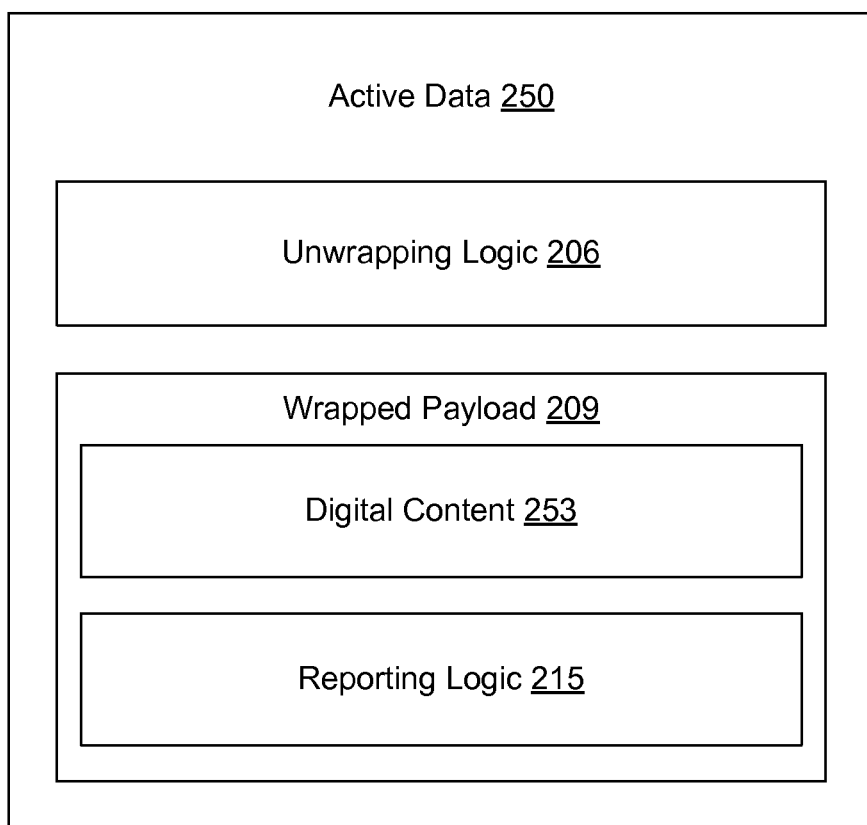 Active Data 250
Unwrapping Logic 206
Wrapped Payload 209
Digital Content 253
Reporting Logic 215